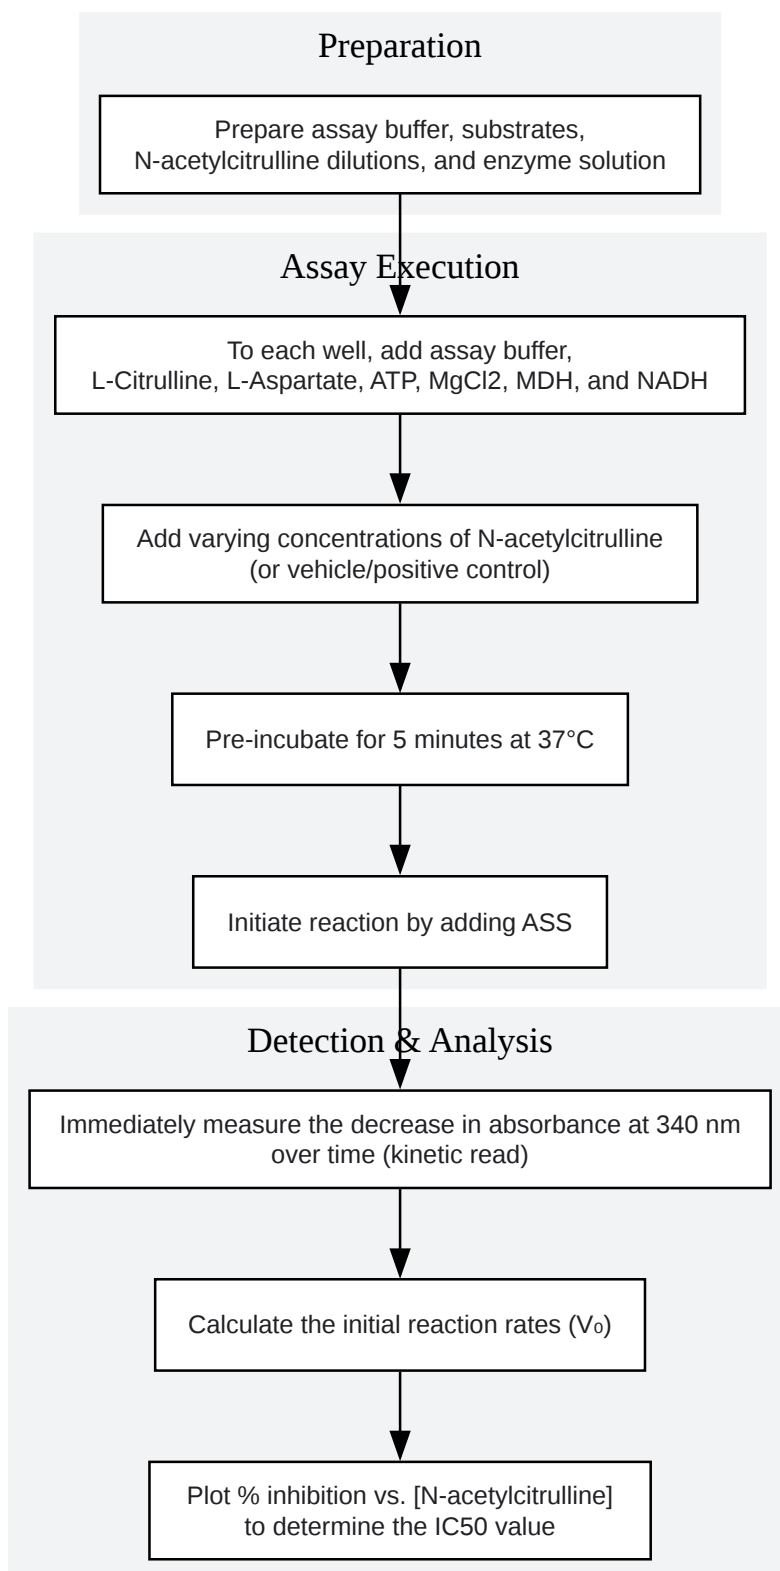 Preparation
Prepare assay buffer, substrates,
N-acetylcitrulline dilutions, and enzyme solution
Assay Execution
To each well, add assay buffer,
L-Citrulline, L-Aspartate, ATP, MgCl2, MDH, and NADH
Add varying concentrations of N-acetylcitrulline
(or vehicle/positive control)
Pre-incubate for 5 minutes at 37°C
Initiate reaction by adding ASS
Detection & Analysis
Immediately measure the decrease in absorbance at 340 nm
over time (kinetic read)
Calculate the initial reaction rates (V₀)
Plot % inhibition vs. [N-acetylcitrulline]
to determine the IC50 value